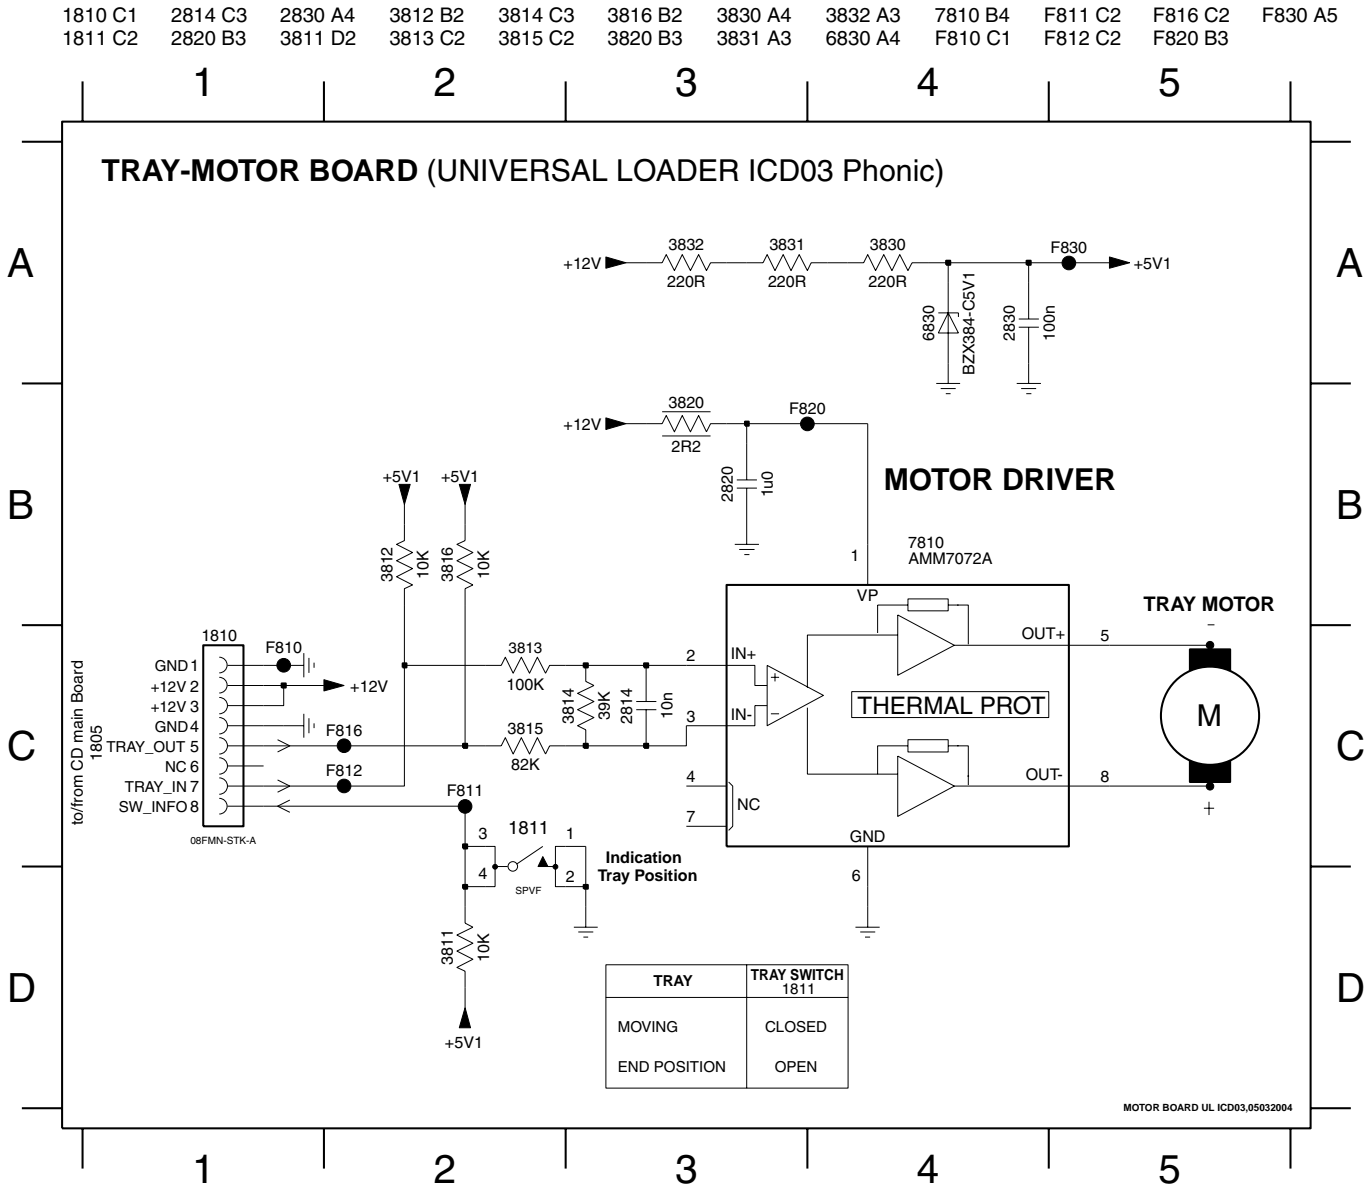 1810 C1 2814 C3 2830 A4 3812 B2 3814 C3 3816 B2 3830 A4 3832 A3 7810 B4 F811 C2 F816 C2 F830 A5
1811 C2 2820 B3 3811 D2 3813 C2 3815 C2 3820 B3 3831 A3 6830 A4 F810 C1 F812 C2 F820 B3
1 2 3 4 5
TRAY-MOTOR BOARD (UNIVERSAL LOADER ICD03 Phonic)
A A
3832 3831 3830 F830
+12V +5V1
220R 220R 220R
6830
BZX384-C5V1
2830
100n
3820 F820
+12V
2R2
2820
1u0
MOTOR DRIVER
B B
+5V1 +5V1
3812
10K
3816
10K
1
7810
AMM7072A
VP
TRAY MOTOR
-
to/from CD main Board
1805
1810
F810
GND 1
+12V 2
+12V
+12V 3
GND 4
TRAY_OUT 5
F816
NC 6
TRAY_IN 7
F812
SW_INFO 8
08FMN-STK-A
3813
100K
3814
39K
2814
10n
3815
82K
2 IN+
+
3 IN-
-
4
NC
7
OUT+ 5
THERMAL PROT
M
OUT- 8
+
GND
6
C C
F811
3 1811 1
4 2
SPVF
Indication
Tray Position
3811
10K
+5V1
D D
TRAY TRAY SWITCH
1811
MOVING CLOSED
END POSITION OPEN
MOTOR BOARD UL ICD03,05032004
1 2 3 4 5